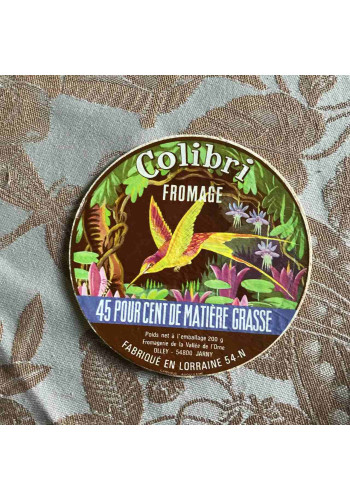 Colibri
FROMAGE
45 POUR CENT DE MATIÈRE GRASSE
Poids net à l'emballage 200 g
Fromagerie de la Vallée de l'Orne
OLLEY - 54800 JARNY
FABRIQUÉ EN LORRAINE 54-N